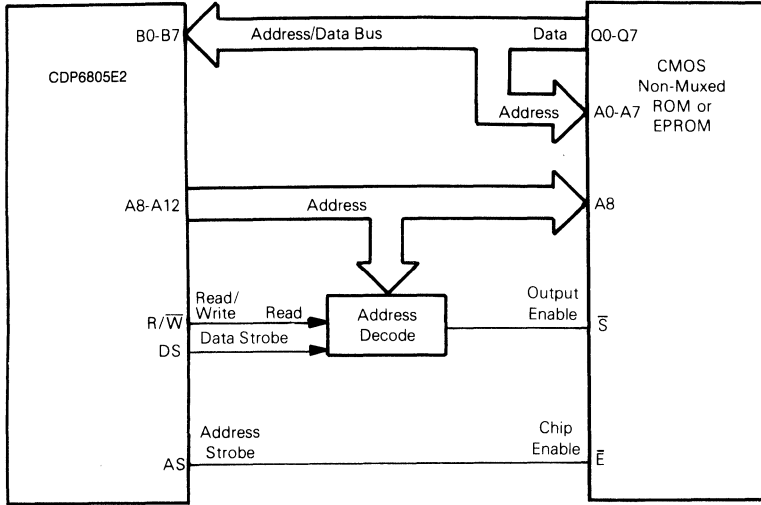 B0-B7
Address/Data Bus
Data
Q0-Q7
CDP6805E2
CMOS
Non-Muxed
ROM or
EPROM
Address
A0-A7
A8-A12
Address
A8
Read/
Write
Read
R/W̅
Address
Decode
Output
Enable
S̅
Data Strobe
DS
Address
Strobe
AS
Chip
Enable
E̅